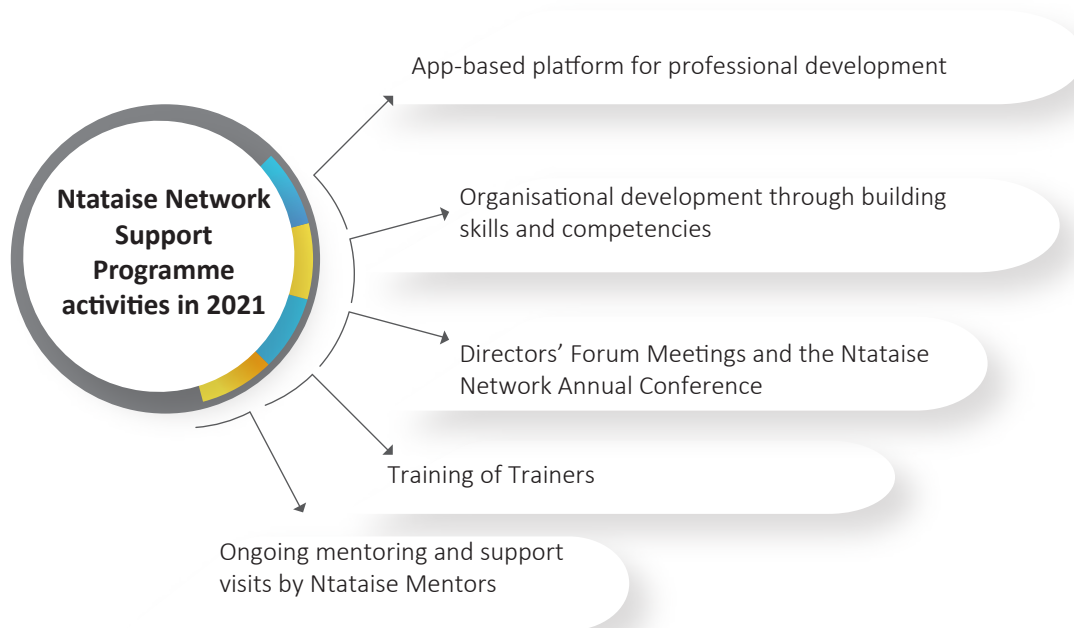 Ntataise Network
Support
Programme
activities in 2021
App-based platform for professional development
Organisational development through building
skills and competencies
Directors’ Forum Meetings and the Ntataise
Network Annual Conference
Training of Trainers
Ongoing mentoring and support
visits by Ntataise Mentors